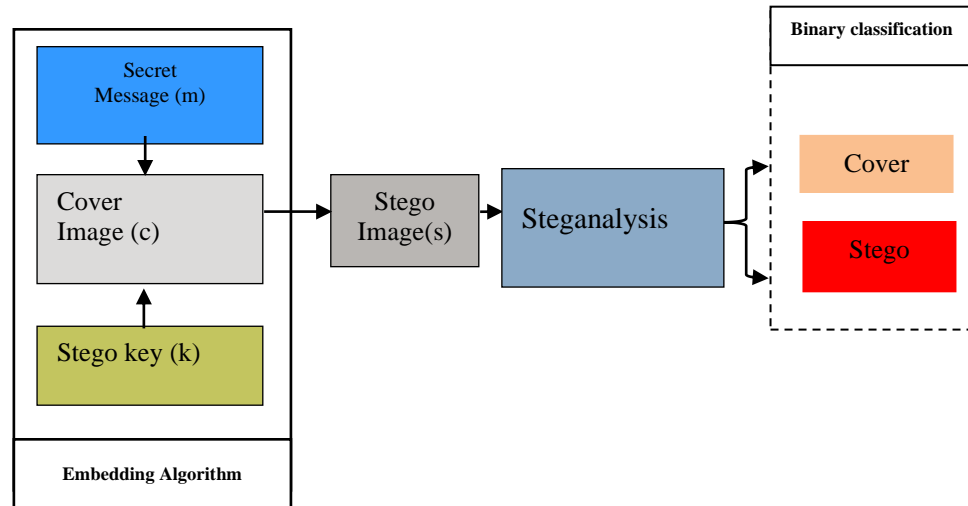 Secret
Message (m)
Cover
Image (c)
Stego key (k)
Embedding Algorithm
Stego
Image(s)
Steganalysis
Binary classification
Cover
Stego